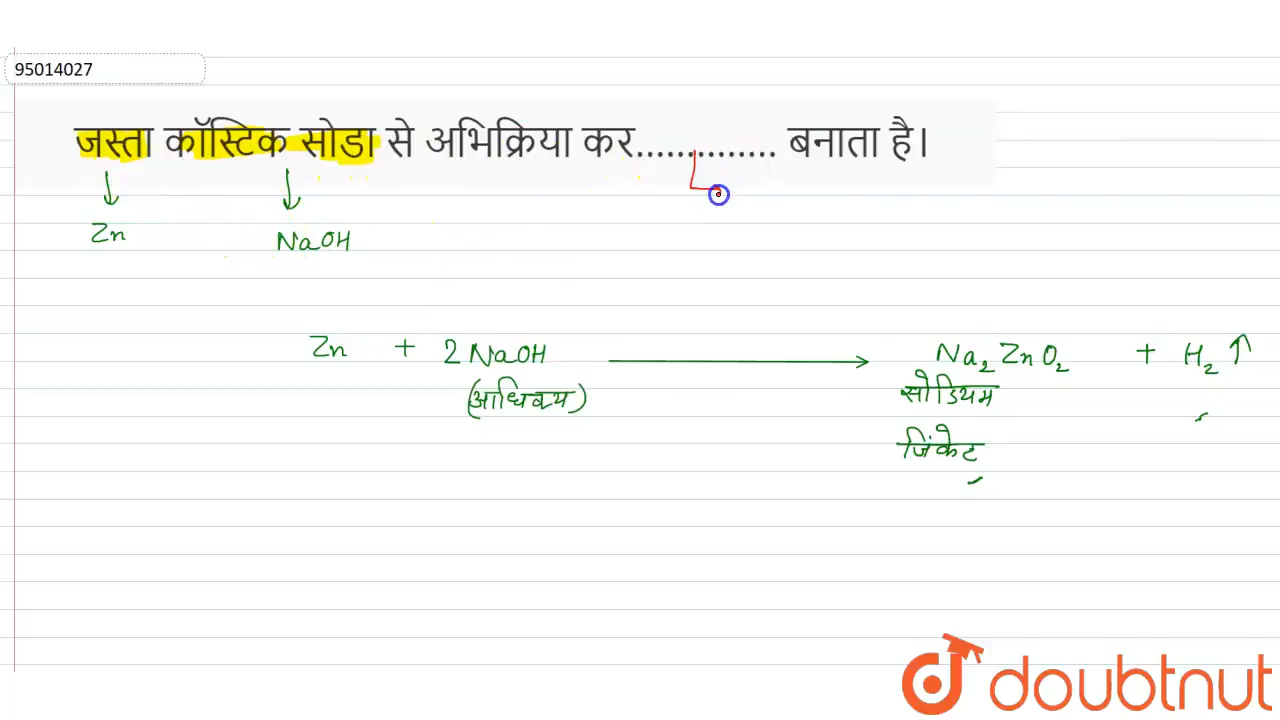 95014027
जस्ता कॉस्टिक सोडा से अभिक्रिया कर.............. बनाता है।
Zn NaOH
Zn + 2 NaOH ⟶ Na₂ZnO₂ + H₂ ↑
(आधिक्य) सोडियम
जिंकेट
doubtnut